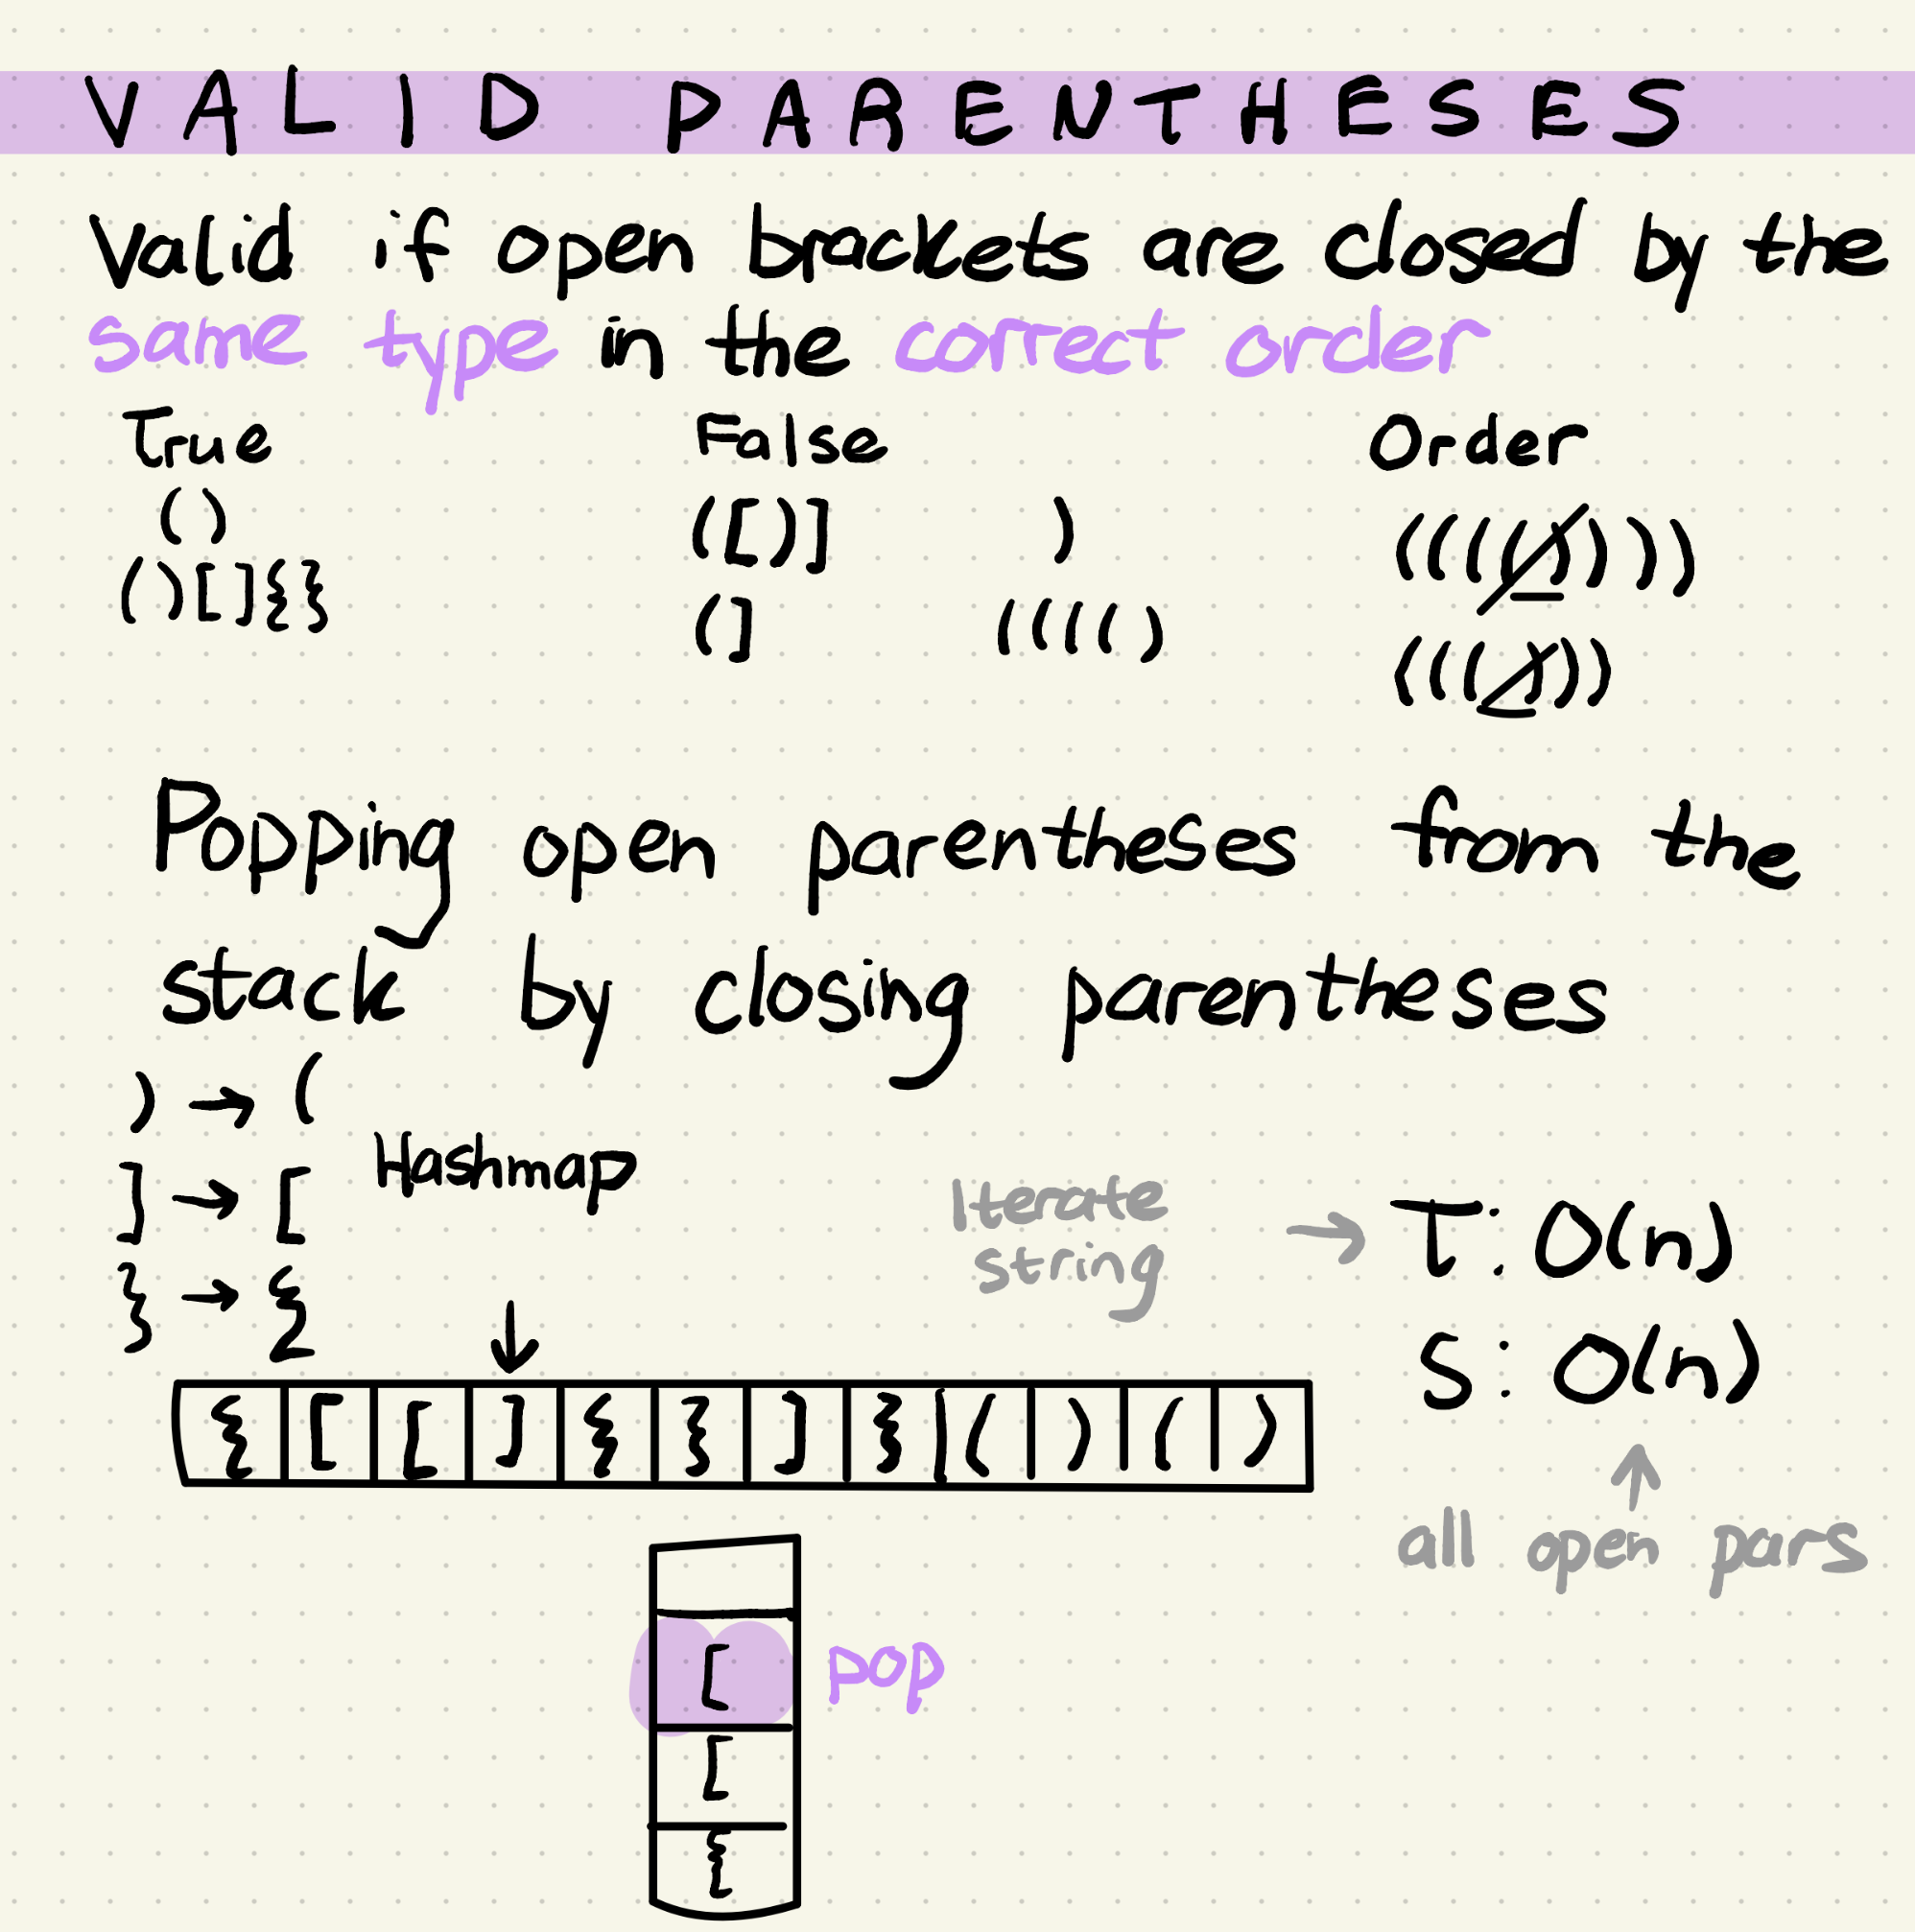 VALID PARENTHESES
Valid if open brackets are closed by the
same type in the correct order
True False Order
() ([)] ) (((())))
()[]{} (] (((() ((()))
Popping open parentheses from the
stack by closing parentheses
) → (
] → [ Hashmap
} → {
Iterate
string → T: O(n)
S: O(n)
↓
{ [ [ ] { } ] } ( ) ( )
↑
all open pars
[ pop
[
{